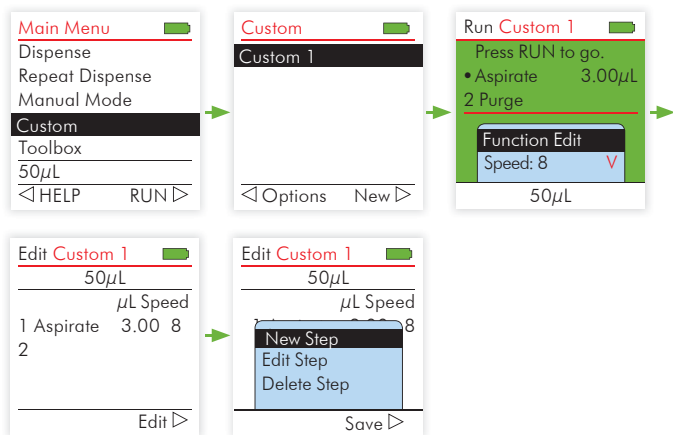 Main Menu
Dispense
Repeat Dispense
Manual Mode
Custom
Toolbox
50µL
◁ HELP RUN ▷
Custom
Custom 1
◁ Options New ▷
Run Custom 1
Press RUN to go.
•Aspirate 3.00µL
2 Purge
Function Edit
Speed: 8 V
50µL
Edit Custom 1
50µL
µL Speed
1 Aspirate 3.00 8
2
Edit ▷
Edit Custom 1
50µL
µL Speed
8
New Step
Edit Step
Delete Step
Save ▷